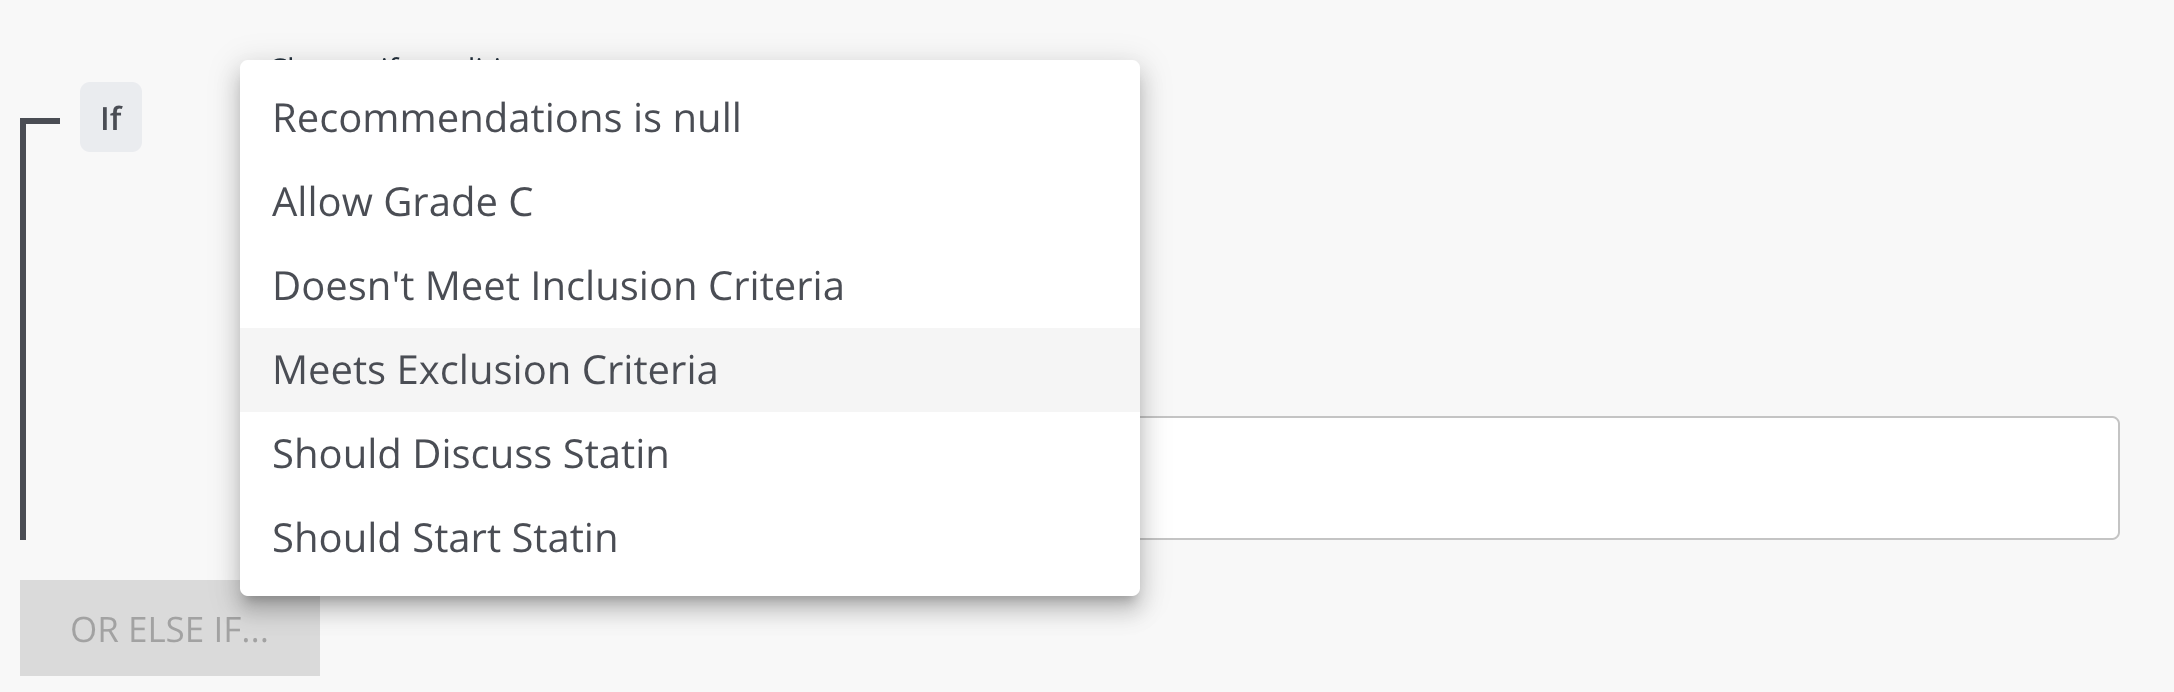 If
Recommendations is null
Allow Grade C
Doesn't Meet Inclusion Criteria
Meets Exclusion Criteria
Should Discuss Statin
Should Start Statin
OR ELSE IF...